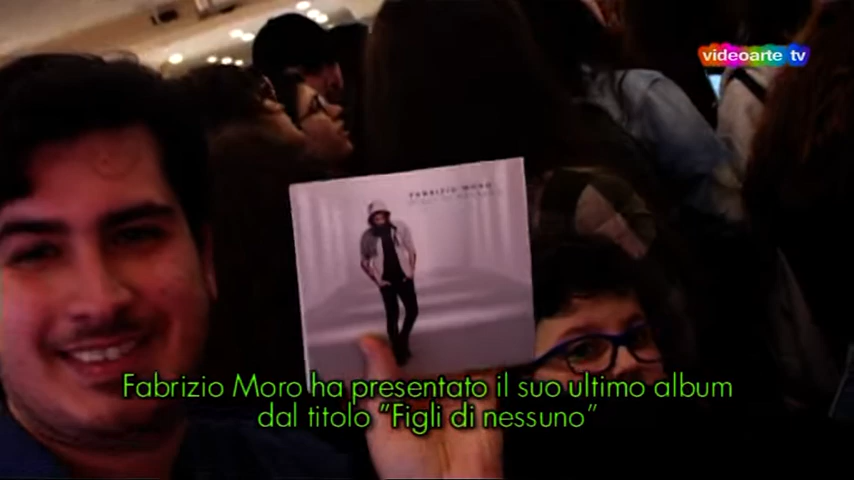 videoarte tv
FABRIZIO MORO
Fabrizio Moro ha presentato il suo ultimo album
dal titolo "Figli di nessuno"